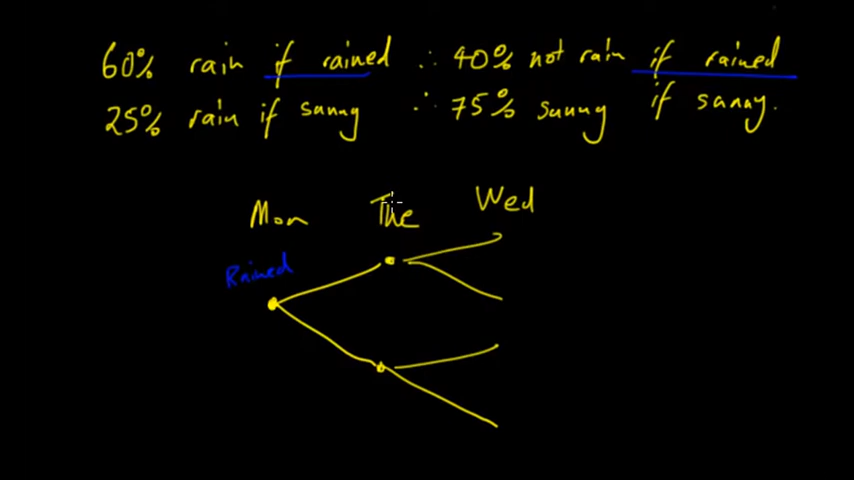 60% rain if rained ∴ 40% not rain if rained
25% rain if sunny ∴ 75% sunny if sunny.
Mon The Wed
Rained